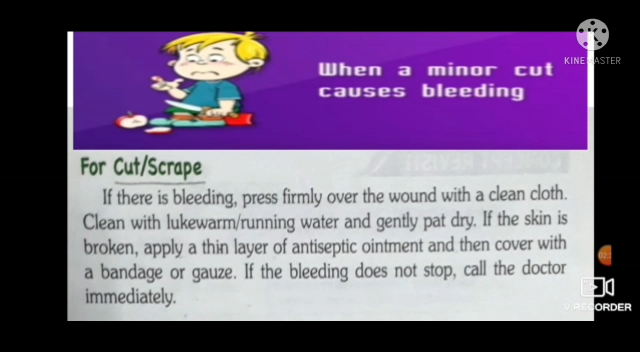 KINEMASTER
When a minor cut
causes bleeding
For Cut/Scrape
If there is bleeding, press firmly over the wound with a clean cloth.
Clean with lukewarm/running water and gently pat dry. If the skin is
broken, apply a thin layer of antiseptic ointment and then cover with
a bandage or gauze. If the bleeding does not stop, call the doctor
immediately.
V RECORDER